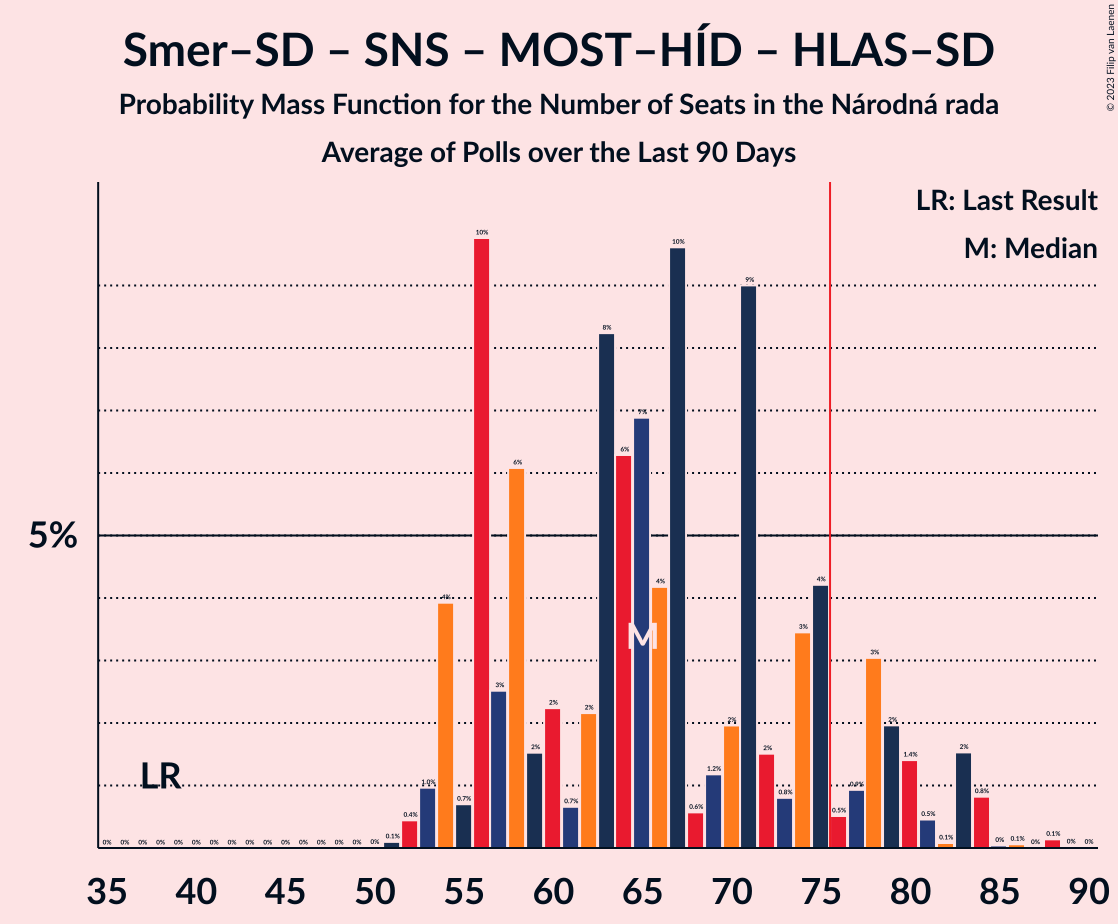 © 2023 Filip van Laenen
Smer–SD – SNS – MOST–HÍD – HLAS–SD
Probability Mass Function for the Number of Seats in the Národná rada
Average of Polls over the Last 90 Days
LR: Last Result
M: Median
5%
LR
M
0% 0% 0% 0% 0% 0% 0% 0% 0% 0% 0% 0% 0% 0% 0% 0% 0.1% 0.4% 1.0% 4% 0.7% 10% 3% 6% 2% 2% 0.7% 2% 8% 6% 7% 4% 10% 0.6% 1.2% 2% 9% 2% 0.8% 3% 4% 0.5% 0.9% 3% 2% 1.4% 0.5% 0.1% 2% 0.8% 0% 0.1% 0% 0.1% 0% 0%
35 40 45 50 55 60 65 70 75 80 85 90